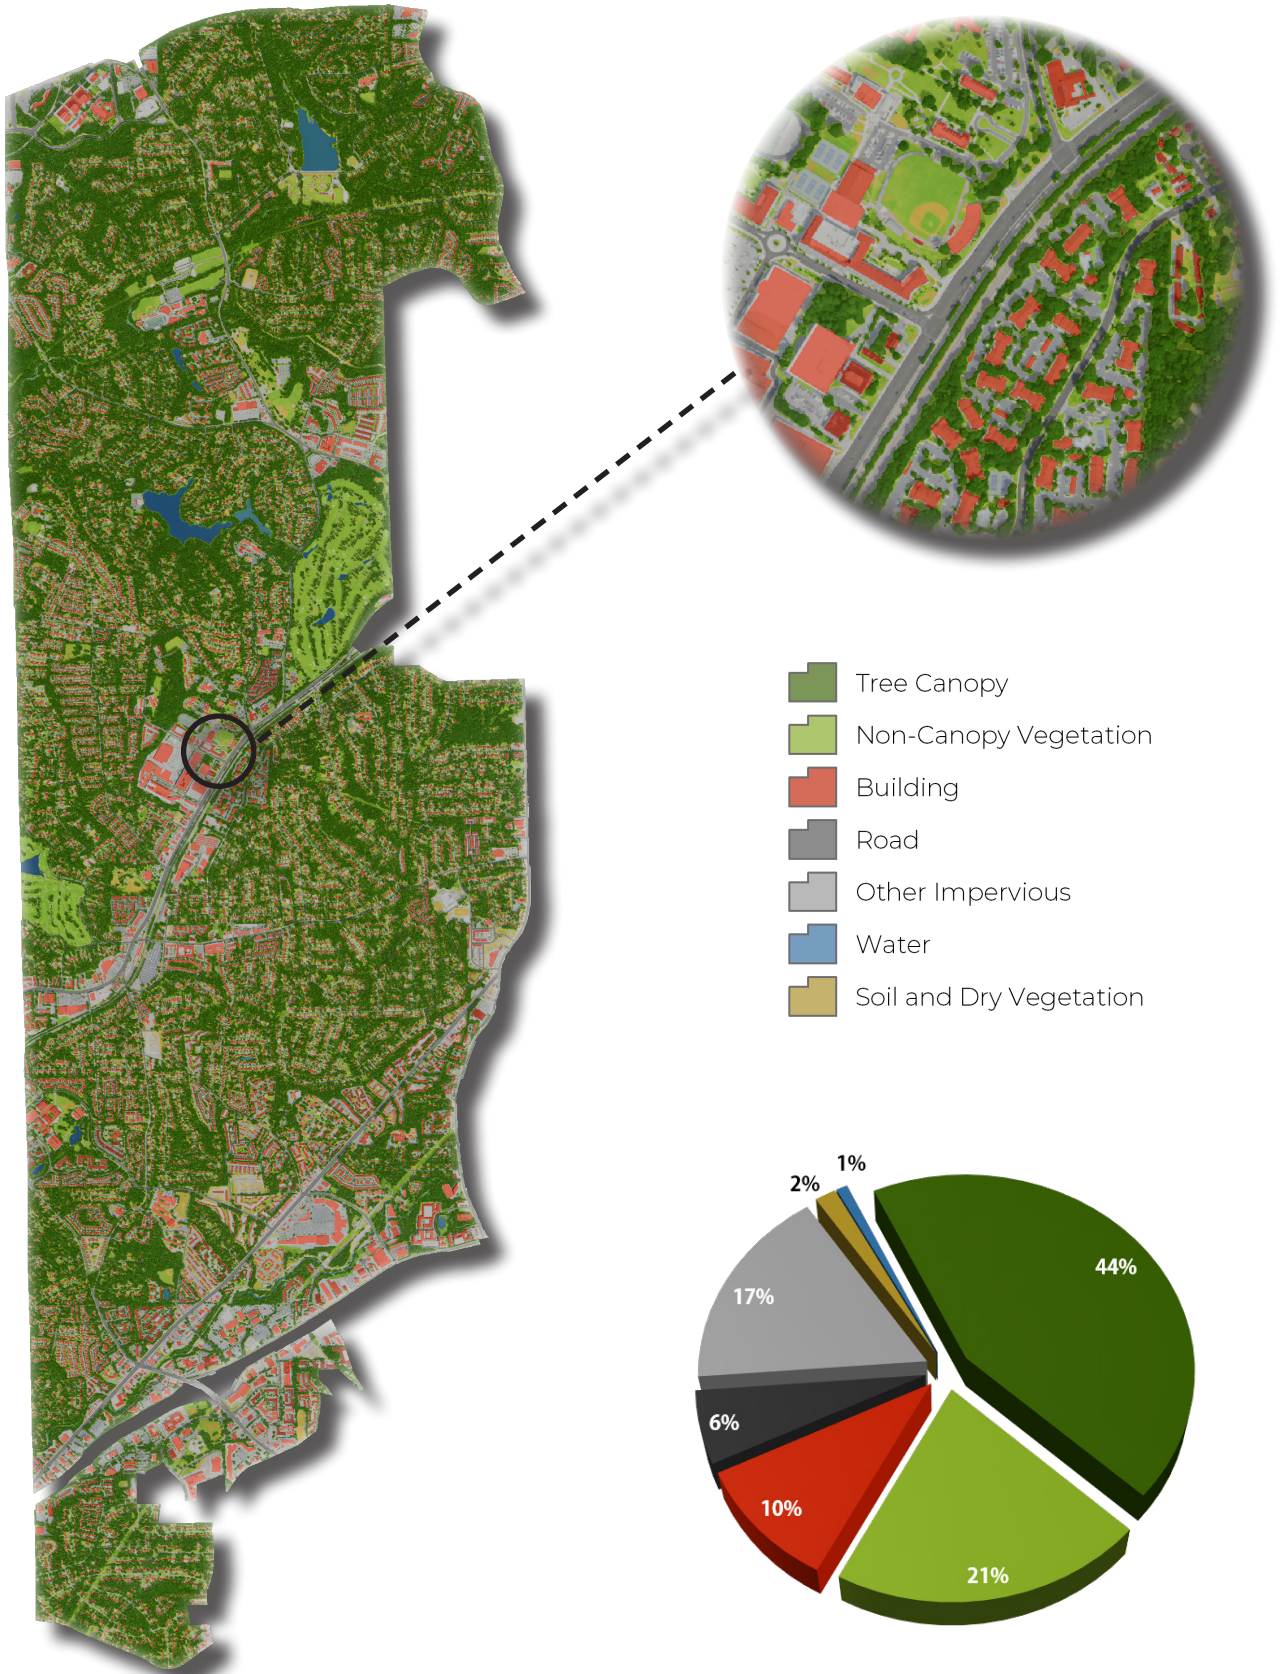 Tree Canopy
Non-Canopy Vegetation
Building
Road
Other Impervious
Water
Soil and Dry Vegetation
1%
2%
44%
17%
6%
10%
21%